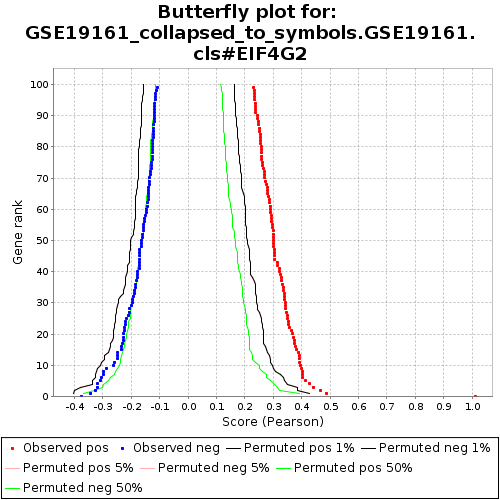 Butterfly plot for:
GSE19161_collapsed_to_symbols.GSE19161.
cls#EIF4G2
100
90
80
70
60
50
40
30
20
10
0
Gene rank
-0.4 -0.3 -0.2 -0.1 -0.0 0.1 0.2 0.3 0.4 0.5 0.6 0.7 0.8 0.9 1.0
Score (Pearson)
Observed pos Observed neg Permuted pos 1% Permuted neg 1%
Permuted pos 5% Permuted neg 5% Permuted pos 50%
Permuted neg 50%